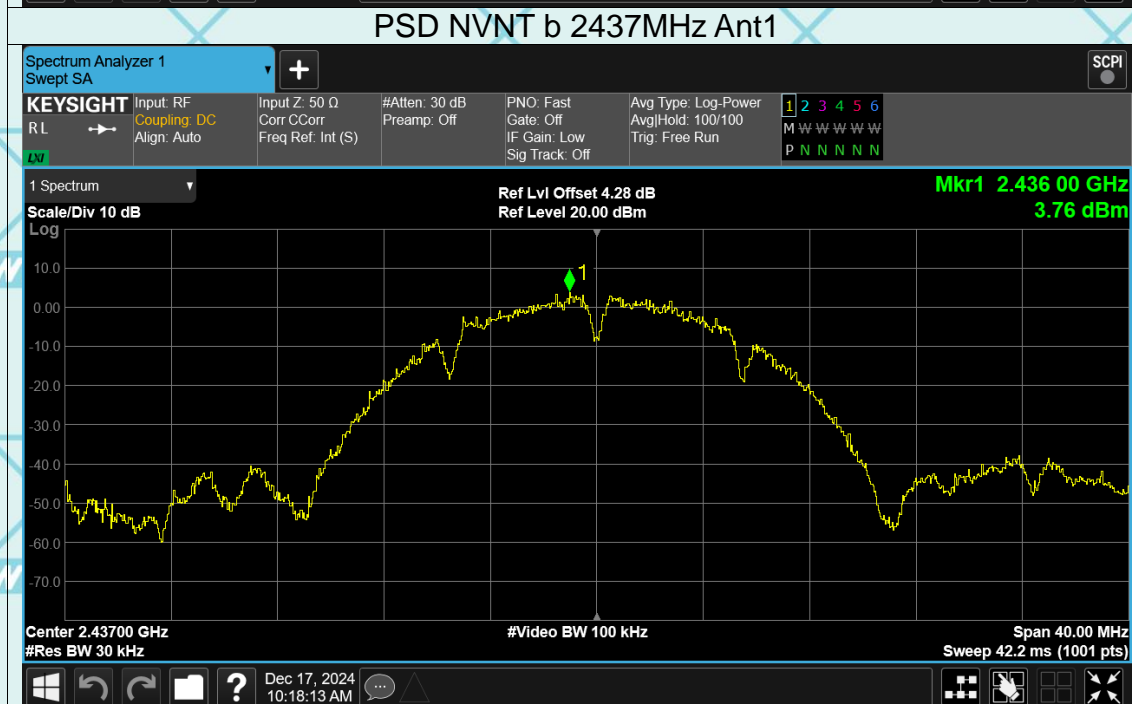 PSD NVNT b 2437MHz Ant1
Spectrum Analyzer 1
Swept SA
+
SCPI
KEYSIGHT
RL
LXI
Input: RF
Coupling: DC
Align: Auto
Input Z: 50 Ω
Corr CCorr
Freq Ref: Int (S)
#Atten: 30 dB
Preamp: Off
PNO: Fast
Gate: Off
IF Gain: Low
Sig Track: Off
Avg Type: Log-Power
Avg|Hold: 100/100
Trig: Free Run
1 2 3 4 5 6
M W W W W W
P N N N N N
1 Spectrum
Scale/Div 10 dB
Log
Ref Lvl Offset 4.28 dB
Ref Level 20.00 dBm
Mkr1 2.436 00 GHz
3.76 dBm
1
10.0
0.00
-10.0
-20.0
-30.0
-40.0
-50.0
-60.0
-70.0
Center 2.43700 GHz
#Res BW 30 kHz
#Video BW 100 kHz
Span 40.00 MHz
Sweep 42.2 ms (1001 pts)
?
Dec 17, 2024
10:18:13 AM